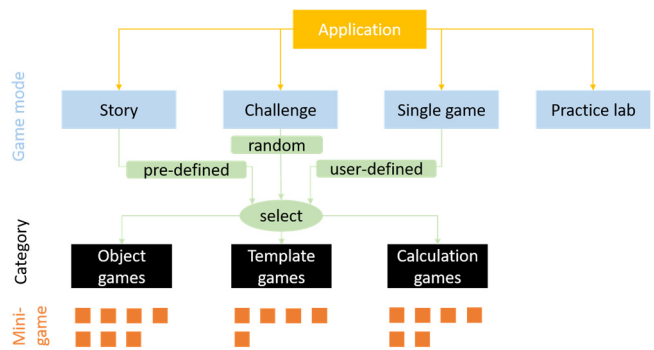 Application
Game mode
Story
Challenge
Single game
Practice lab
random
pre-defined
user-defined
select
Category
Object
games
Template
games
Calculation
games
Mini-
game